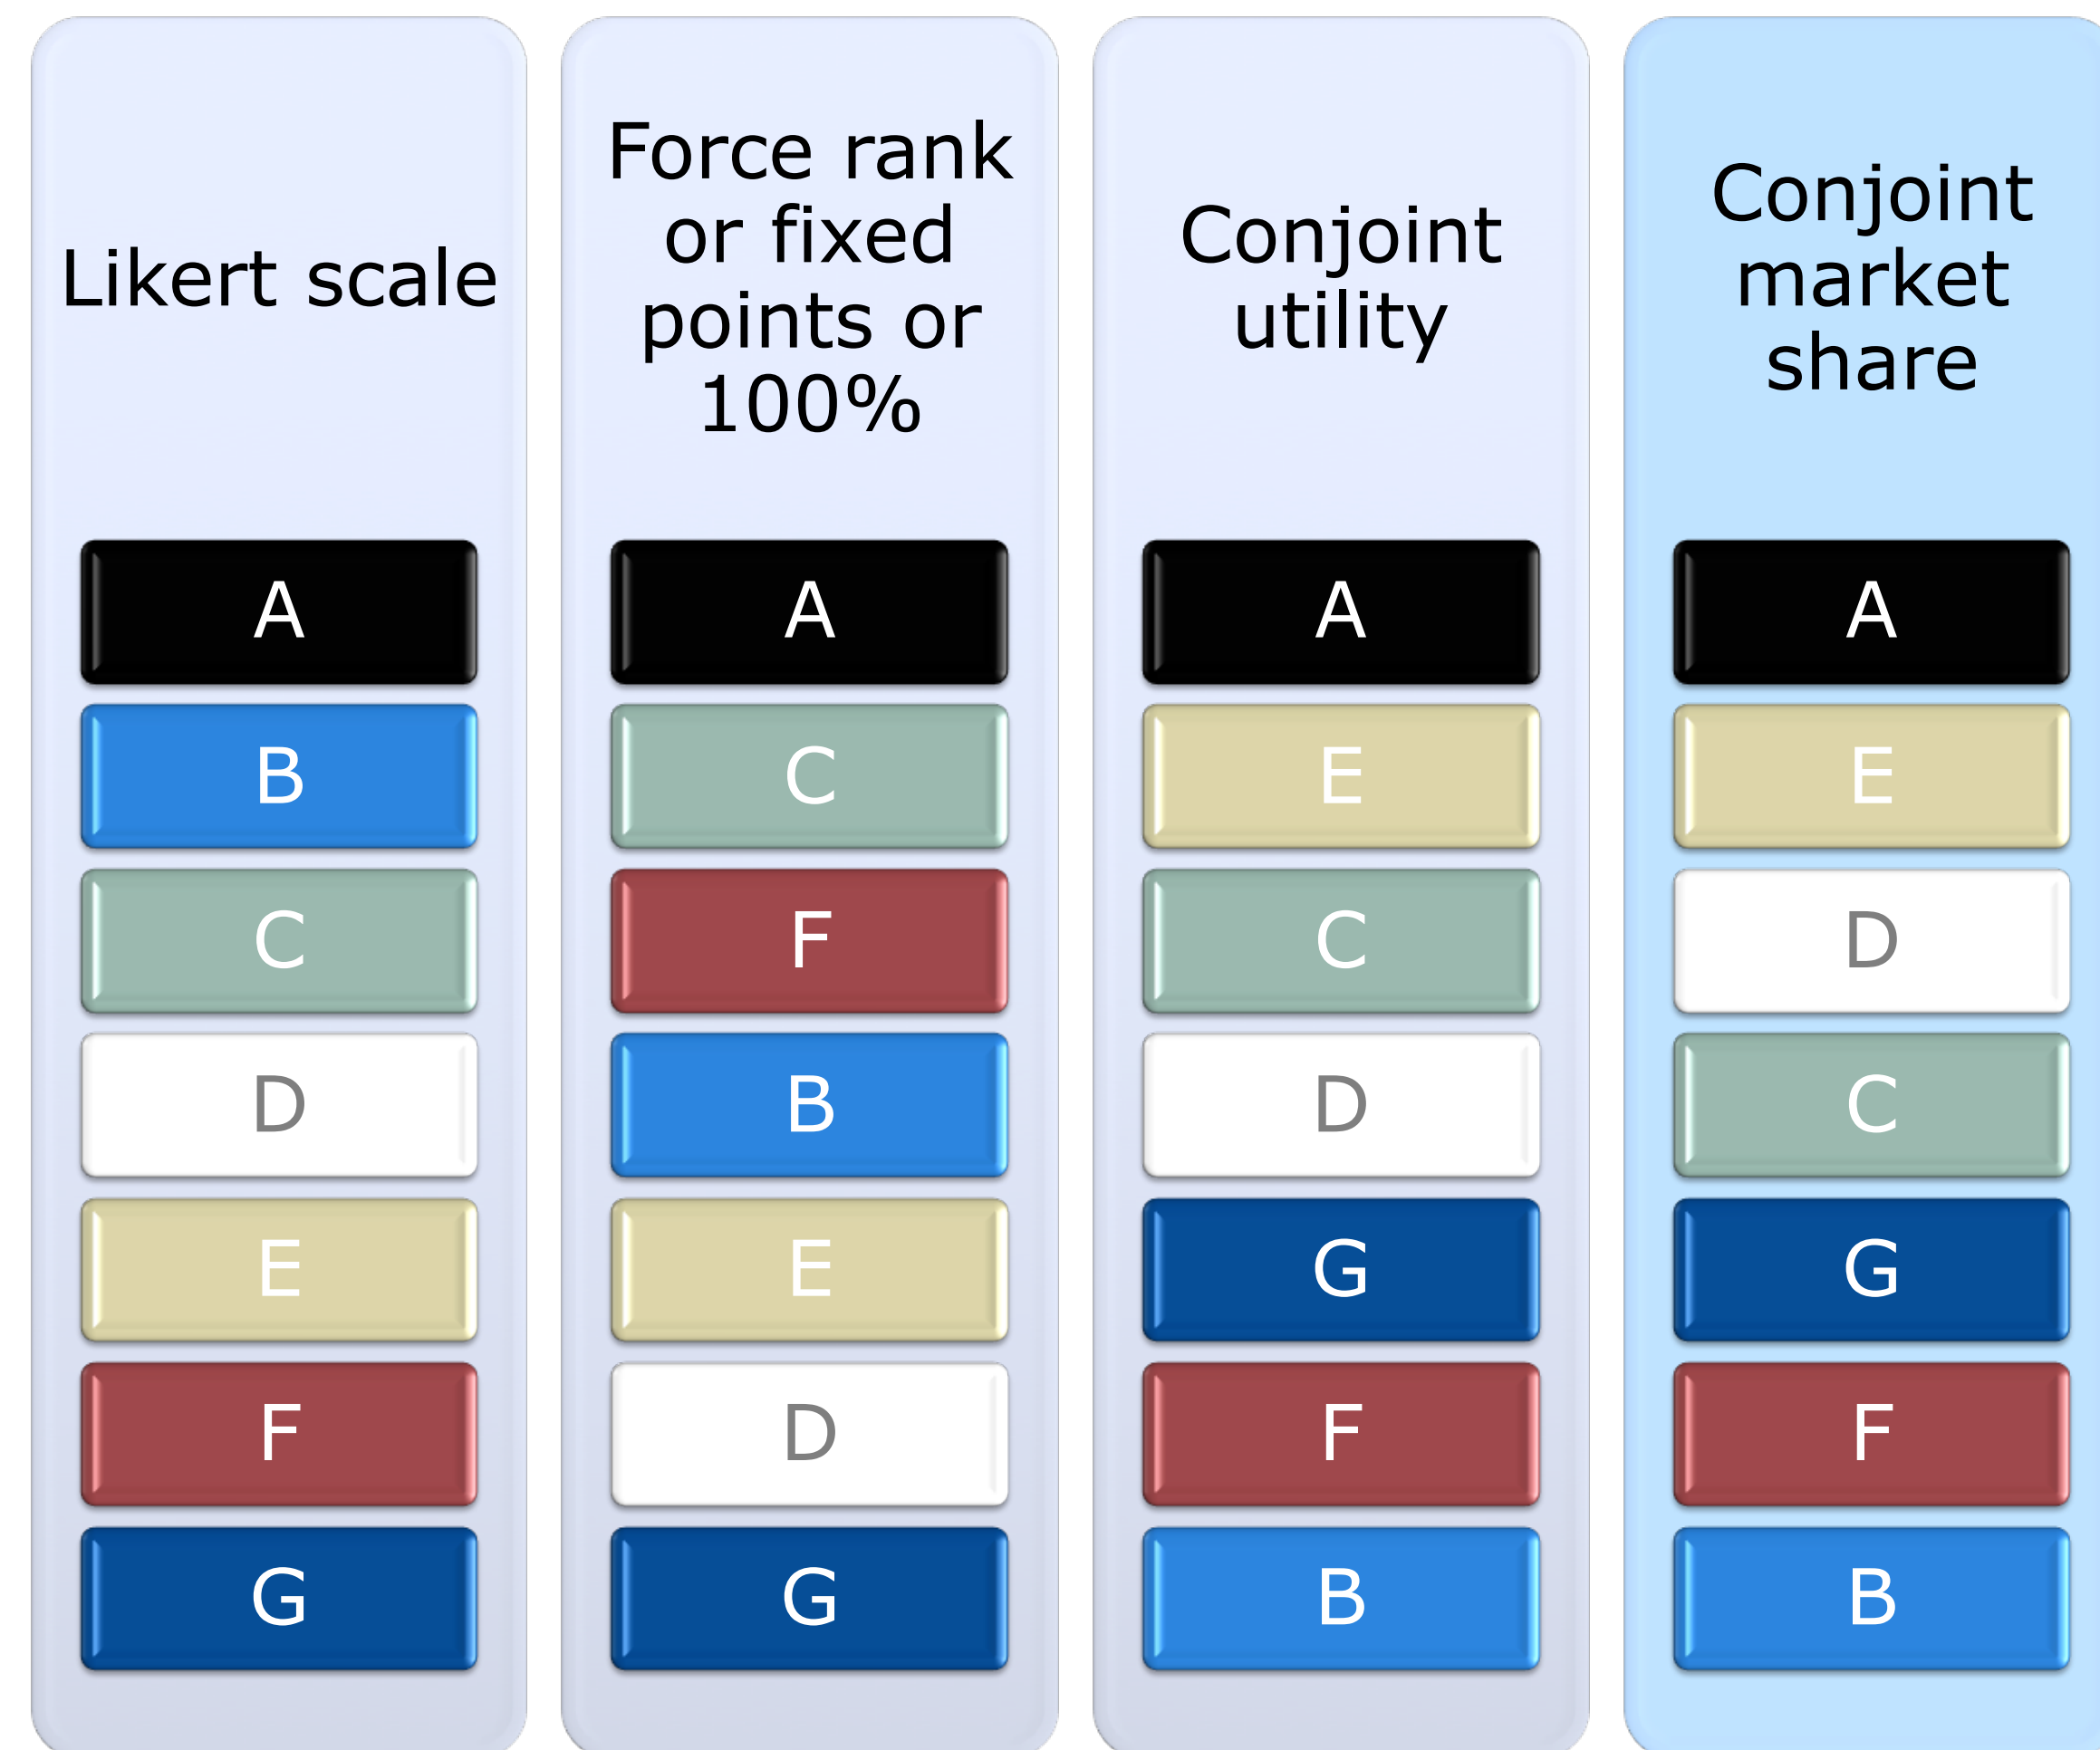 Likert scale
A
B
C
D
E
F
G
Force rank
or fixed
points or
100%
A
C
F
B
E
D
G
Conjoint
utility
A
E
C
D
G
F
B
Conjoint
market
share
A
E
D
C
G
F
B